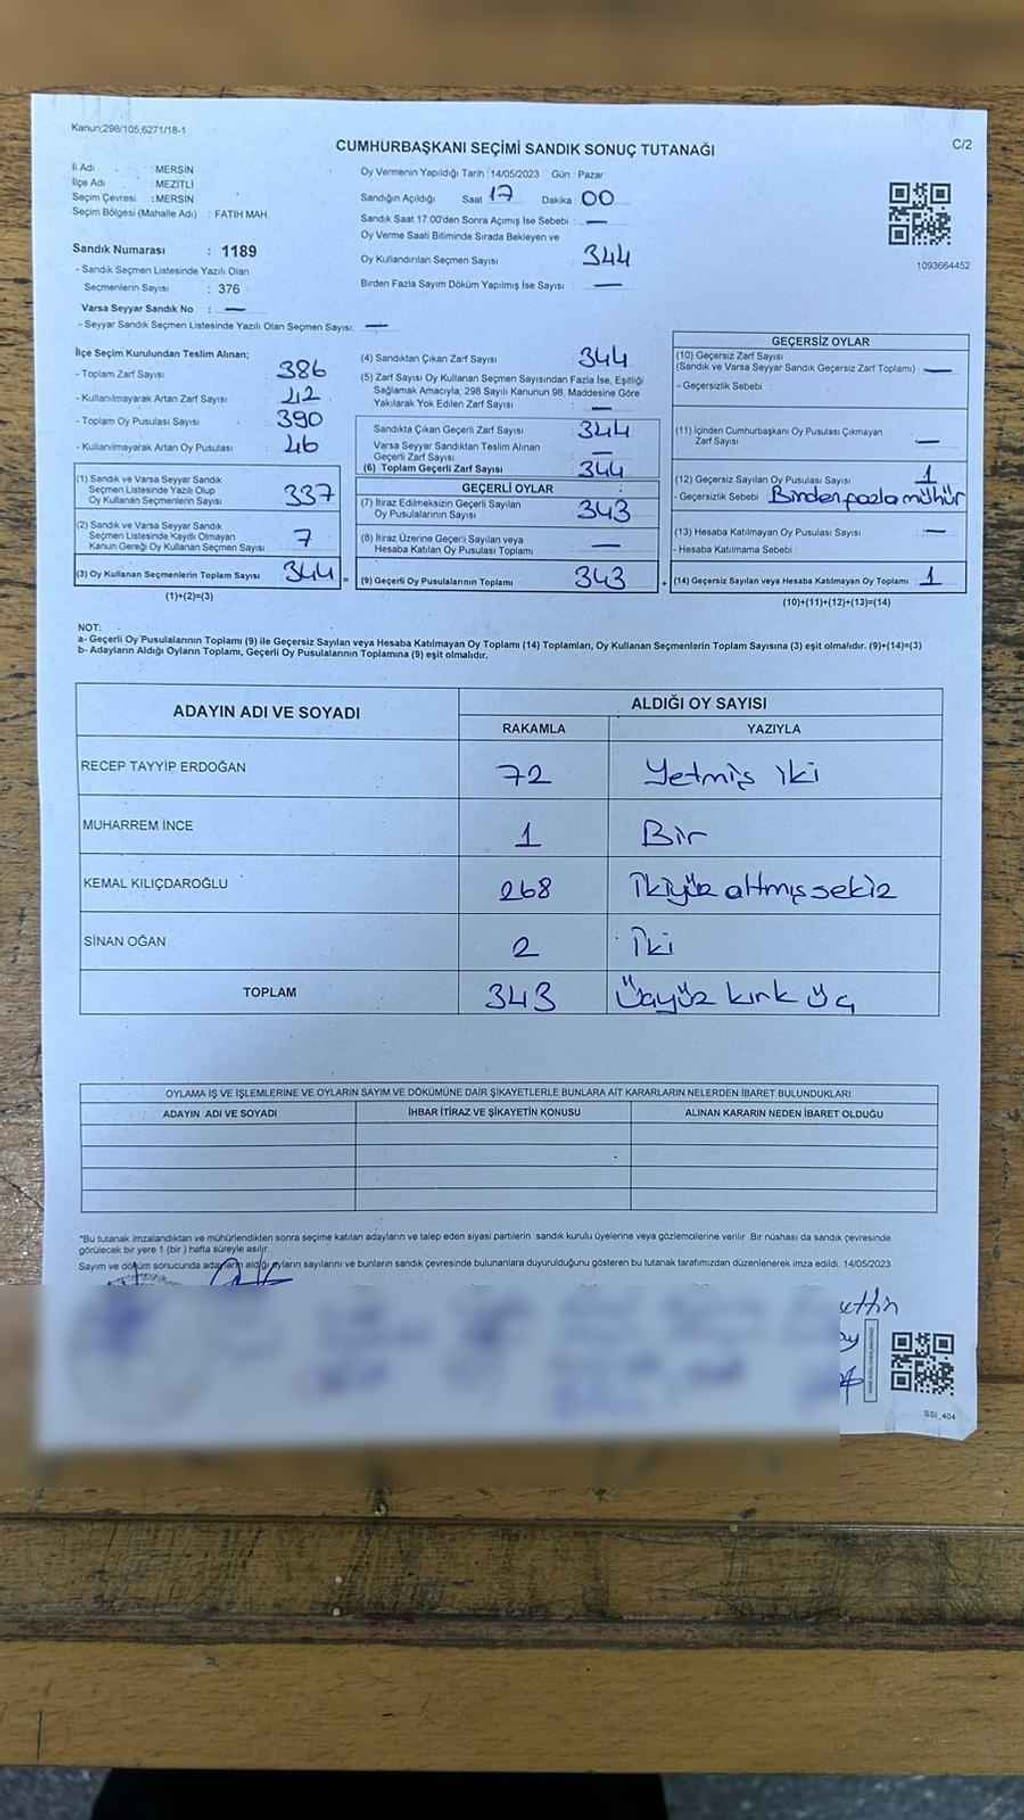 Kanun:298/105,6271/18-1
CUMHURBAŞKANI SEÇİMİ SANDIK SONUÇ TUTANAĞI
C/2
İl Adı : MERSİN
İlçe Adı : MEZİTLİ
Seçim Çevresi : MERSİN
Seçim Bölgesi (Mahalle Adı) : FATİH MAH.
Oy Vermenin Yapıldığı Tarih : 14/05/2023 Gün : Pazar
Sandığın Açıldığı Saat 17 Dakika 00
Sandık Saat 17:00'den Sonra Açımış İse Sebebi : —
Oy Verme Saati Bitiminde Sırada Bekleyen ve
Oy Kullandırılan Seçmen Sayısı 344
Birden Fazla Sayım Döküm Yapılmış İse Sayısı —
1093664452
Sandık Numarası : 1189
- Sandık Seçmen Listesinde Yazılı Olan
Seçmenlerin Sayısı : 376
Varsa Seyyar Sandık No : —
- Seyyar Sandık Seçmen Listesinde Yazılı Olan Seçmen Sayısı: —
İlçe Seçim Kurulundan Teslim Alınan;
- Toplam Zarf Sayısı : 386
- Kullanılmayarak Artan Zarf Sayısı : 42
- Toplam Oy Pusulası Sayısı : 390
- Kullanılmayarak Artan Oy Pusulası : 46
(1) Sandık ve Varsa Seyyar Sandık
Seçmen Listesinde Yazılı Olup
Oy Kullanan Seçmenlerin Sayısı 337
(2) Sandık ve Varsa Seyyar Sandık
Seçmen Listesinde Kaydı Olmayan
Kanun Gereği Oy Kullanan Seçmen Sayısı 7
(3) Oy Kullanan Seçmenlerin Toplam Sayısı 344 =
(1)+(2)=(3)
(4) Sandıktan Çıkan Zarf Sayısı 344
(5) Zarf Sayısı Oy Kullanan Seçmen Sayısından Fazla İse, Eşitliği
Sağlamak Amacıyla, 298 Sayılı Kanunun 98. Maddesine Göre
Yakılarak Yok Edilen Zarf Sayısı —
Sandıkta Çıkan Geçerli Zarf Sayısı 344
Varsa Seyyar Sandıktan Teslim Alınan
Geçerli Zarf Sayısı —
(6) Toplam Geçerli Zarf Sayısı 344
GEÇERLİ OYLAR
(7) İtiraz Edilmeksizin Geçerli Sayılan
Oy Pusulalarının Sayısı 343
(8) İtiraz Üzerine Geçerli Sayılan veya
Hesaba Katılan Oy Pusulası Toplamı —
(9) Geçerli Oy Pusulalarının Toplamı 343 +
GEÇERSİZ OYLAR
(10) Geçersiz Zarf Sayısı
(Sandık ve Varsa Seyyar Sandık Geçersiz Zarf Toplamı) —
- Geçersizlik Sebebi :
(11) İçinden Cumhurbaşkanı Oy Pusulası Çıkmayan
Zarf Sayısı —
(12) Geçersiz Sayılan Oy Pusulası Sayısı 1
- Geçersizlik Sebebi Birden fazla mühür
(13) Hesaba Katılmayan Oy Pusulası Sayısı —
- Hesaba Katılmama Sebebi
(14) Geçersiz Sayılan veya Hesaba Katılmayan Oy Toplamı 1
(10)+(11)+(12)+(13)=(14)
NOT:
a- Geçerli Oy Pusulalarının Toplamı (9) ile Geçersiz Sayılan veya Hesaba Katılmayan Oy Toplamı (14) Toplamları, Oy Kullanan Seçmenlerin Toplam Sayısına (3) eşit olmalıdır. (9)+(14)=(3)
b- Adayların Aldığı Oyların Toplamı, Geçerli Oy Pusulalarının Toplamına (9) eşit olmalıdır.
ADAYIN ADI VE SOYADI
ALDIĞI OY SAYISI
RAKAMLA YAZIYLA
RECEP TAYYİP ERDOĞAN 72 Yetmiş iki
MUHARREM İNCE 1 Bir
KEMAL KILIÇDAROĞLU 268 İkiyüz altmış sekiz
SİNAN OĞAN 2 İki
TOPLAM 343 Üçyüz kırk üç
OYLAMA İŞ VE İŞLEMLERİNE VE OYLARIN SAYIM VE DÖKÜMÜNE DAİR ŞİKAYETLERLE BUNLARA AİT KARARLARIN NELERDEN İBARET BULUNDUKLARI
ADAYIN ADI VE SOYADI İHBAR İTİRAZ VE ŞİKAYETİN KONUSU ALINAN KARARIN NEDEN İBARET OLDUĞU
"Bu tutanak imzalandıktan ve mühürlendikten sonra seçime katılan adayların ve talep eden siyasi partilerin sandık kurulu üyelerine veya gözlemcilerine verilir. Bir nüshası da sandık çevresinde
görülecek bir yere 1 (bir) hafta süreyle asılır.
Sayım ve döküm sonucunda adayların aldığı oyların sayılarını ve bunların sandık çevresinde bulunanlara duyurulduğunu gösteren bu tutanak tarafımızdan düzenlenerek imza edildi. 14/05/2023